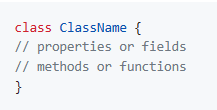 class ClassName {
// properties or fields
// methods or functions
}